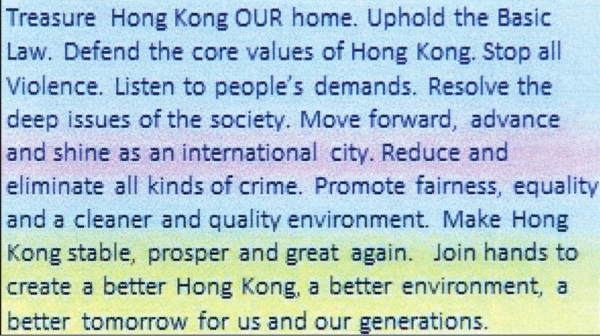 Treasure Hong Kong OUR home. Uphold the Basic
Law. Defend the core values of Hong Kong. Stop all
Violence. Listen to people's demands. Resolve the
deep issues of the society. Move forward, advance
and shine as an international city. Reduce and
eliminate all kinds of crime. Promote fairness, equality
and a cleaner and quality environment. Make Hong
Kong stable, prosper and great again. Join hands to
create a better Hong Kong, a better environment, a
better tomorrow for us and our generations.